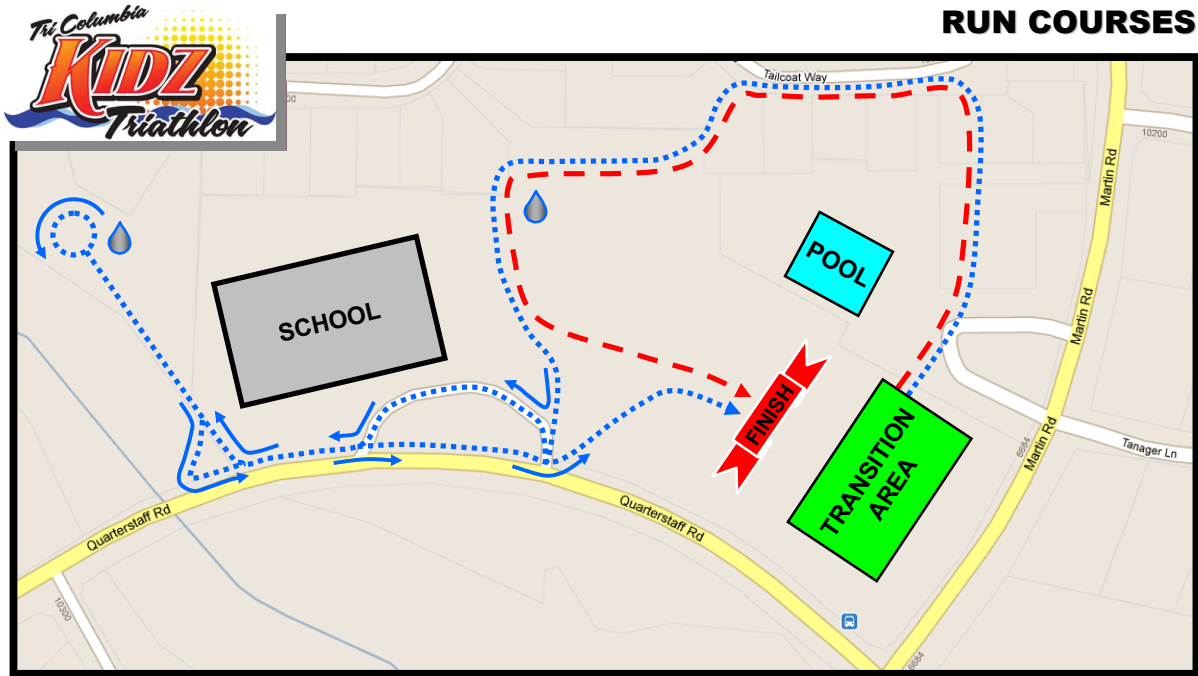 Tri Columbia
KIDZ
Triathlon
RUN COURSES
Tailcoat Way
10200
Martin Rd
POOL
SCHOOL
Martin Rd
FINISH
TRANSITION
AREA
6684
Martin Rd
Tanager Ln
Quarterstaff Rd
Quarterstaff Rd
10300
6684